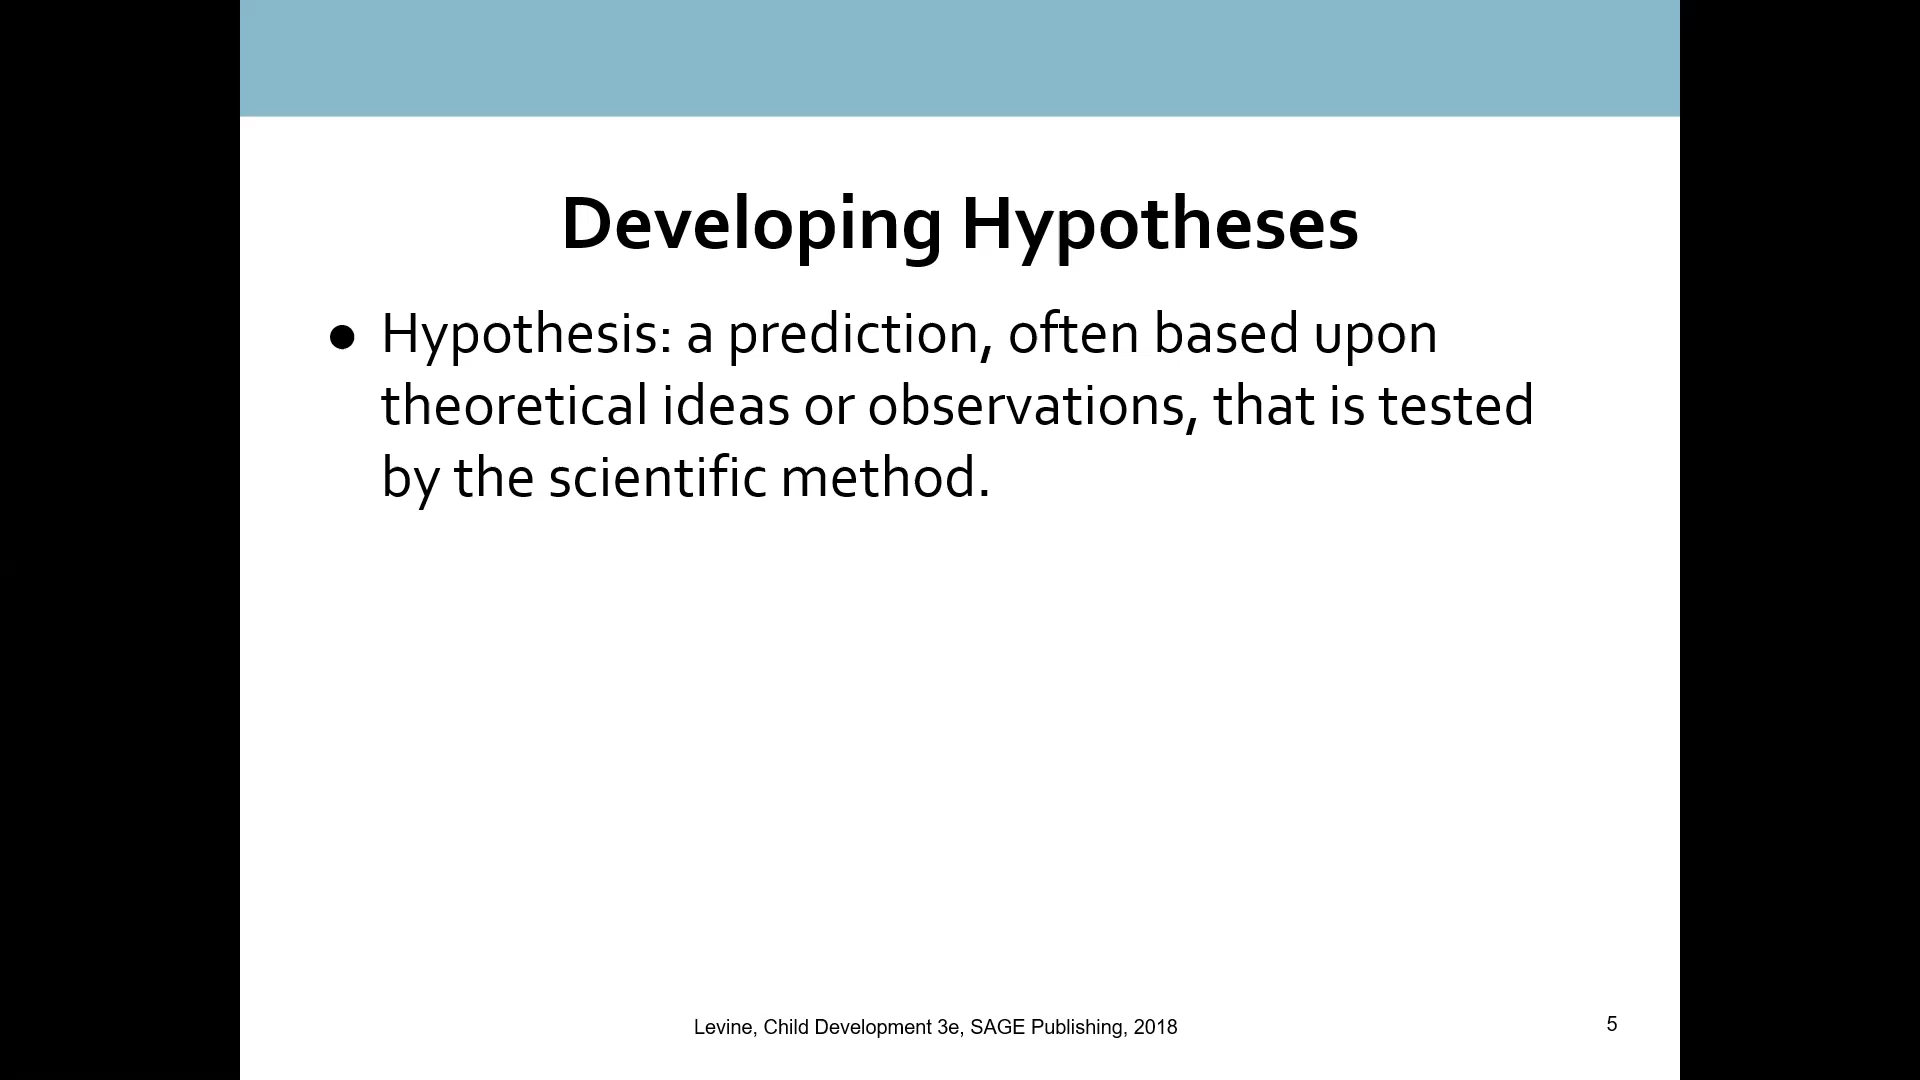 Developing Hypotheses
● Hypothesis: a prediction, often based upon
theoretical ideas or observations, that is tested
by the scientific method.
Levine, Child Development 3e, SAGE Publishing, 2018
5